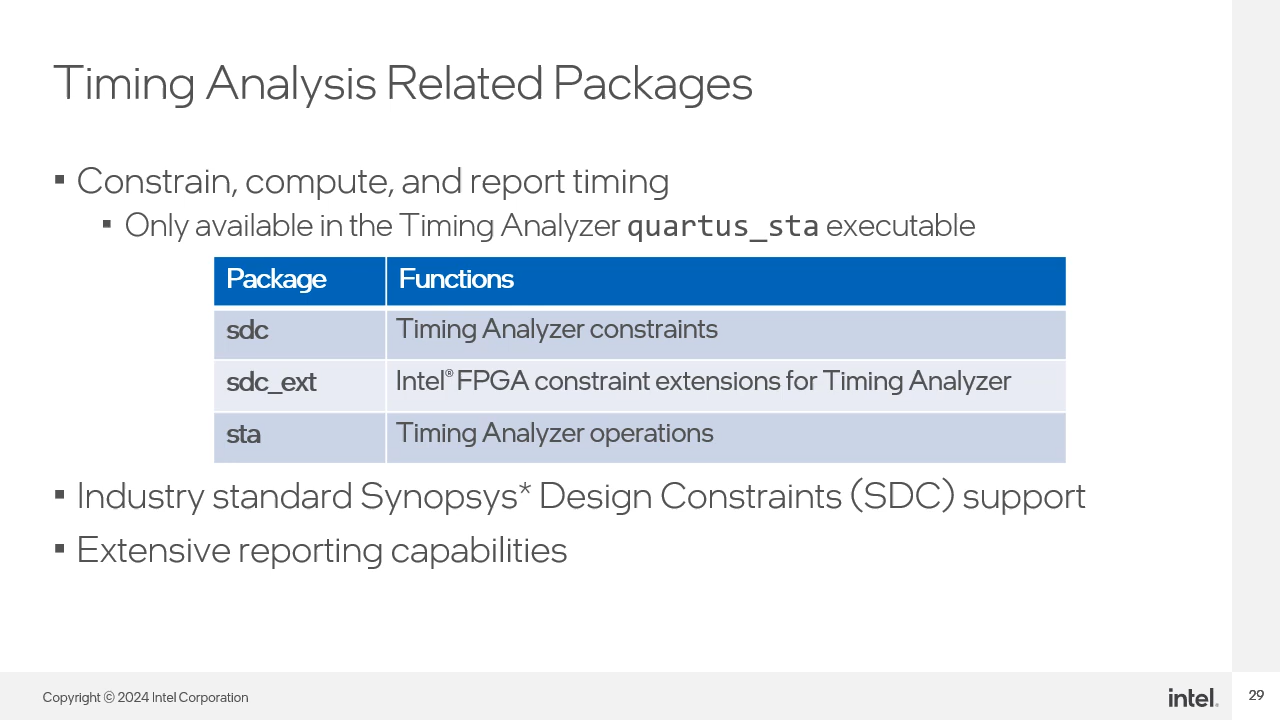 Timing Analysis Related Packages
▪ Constrain, compute, and report timing
▪ Only available in the Timing Analyzer quartus_sta executable
Package Functions
sdc Timing Analyzer constraints
sdc_ext Intel® FPGA constraint extensions for Timing Analyzer
sta Timing Analyzer operations
▪ Industry standard Synopsys* Design Constraints (SDC) support
▪ Extensive reporting capabilities
Copyright © 2024 Intel Corporation
intel.
29